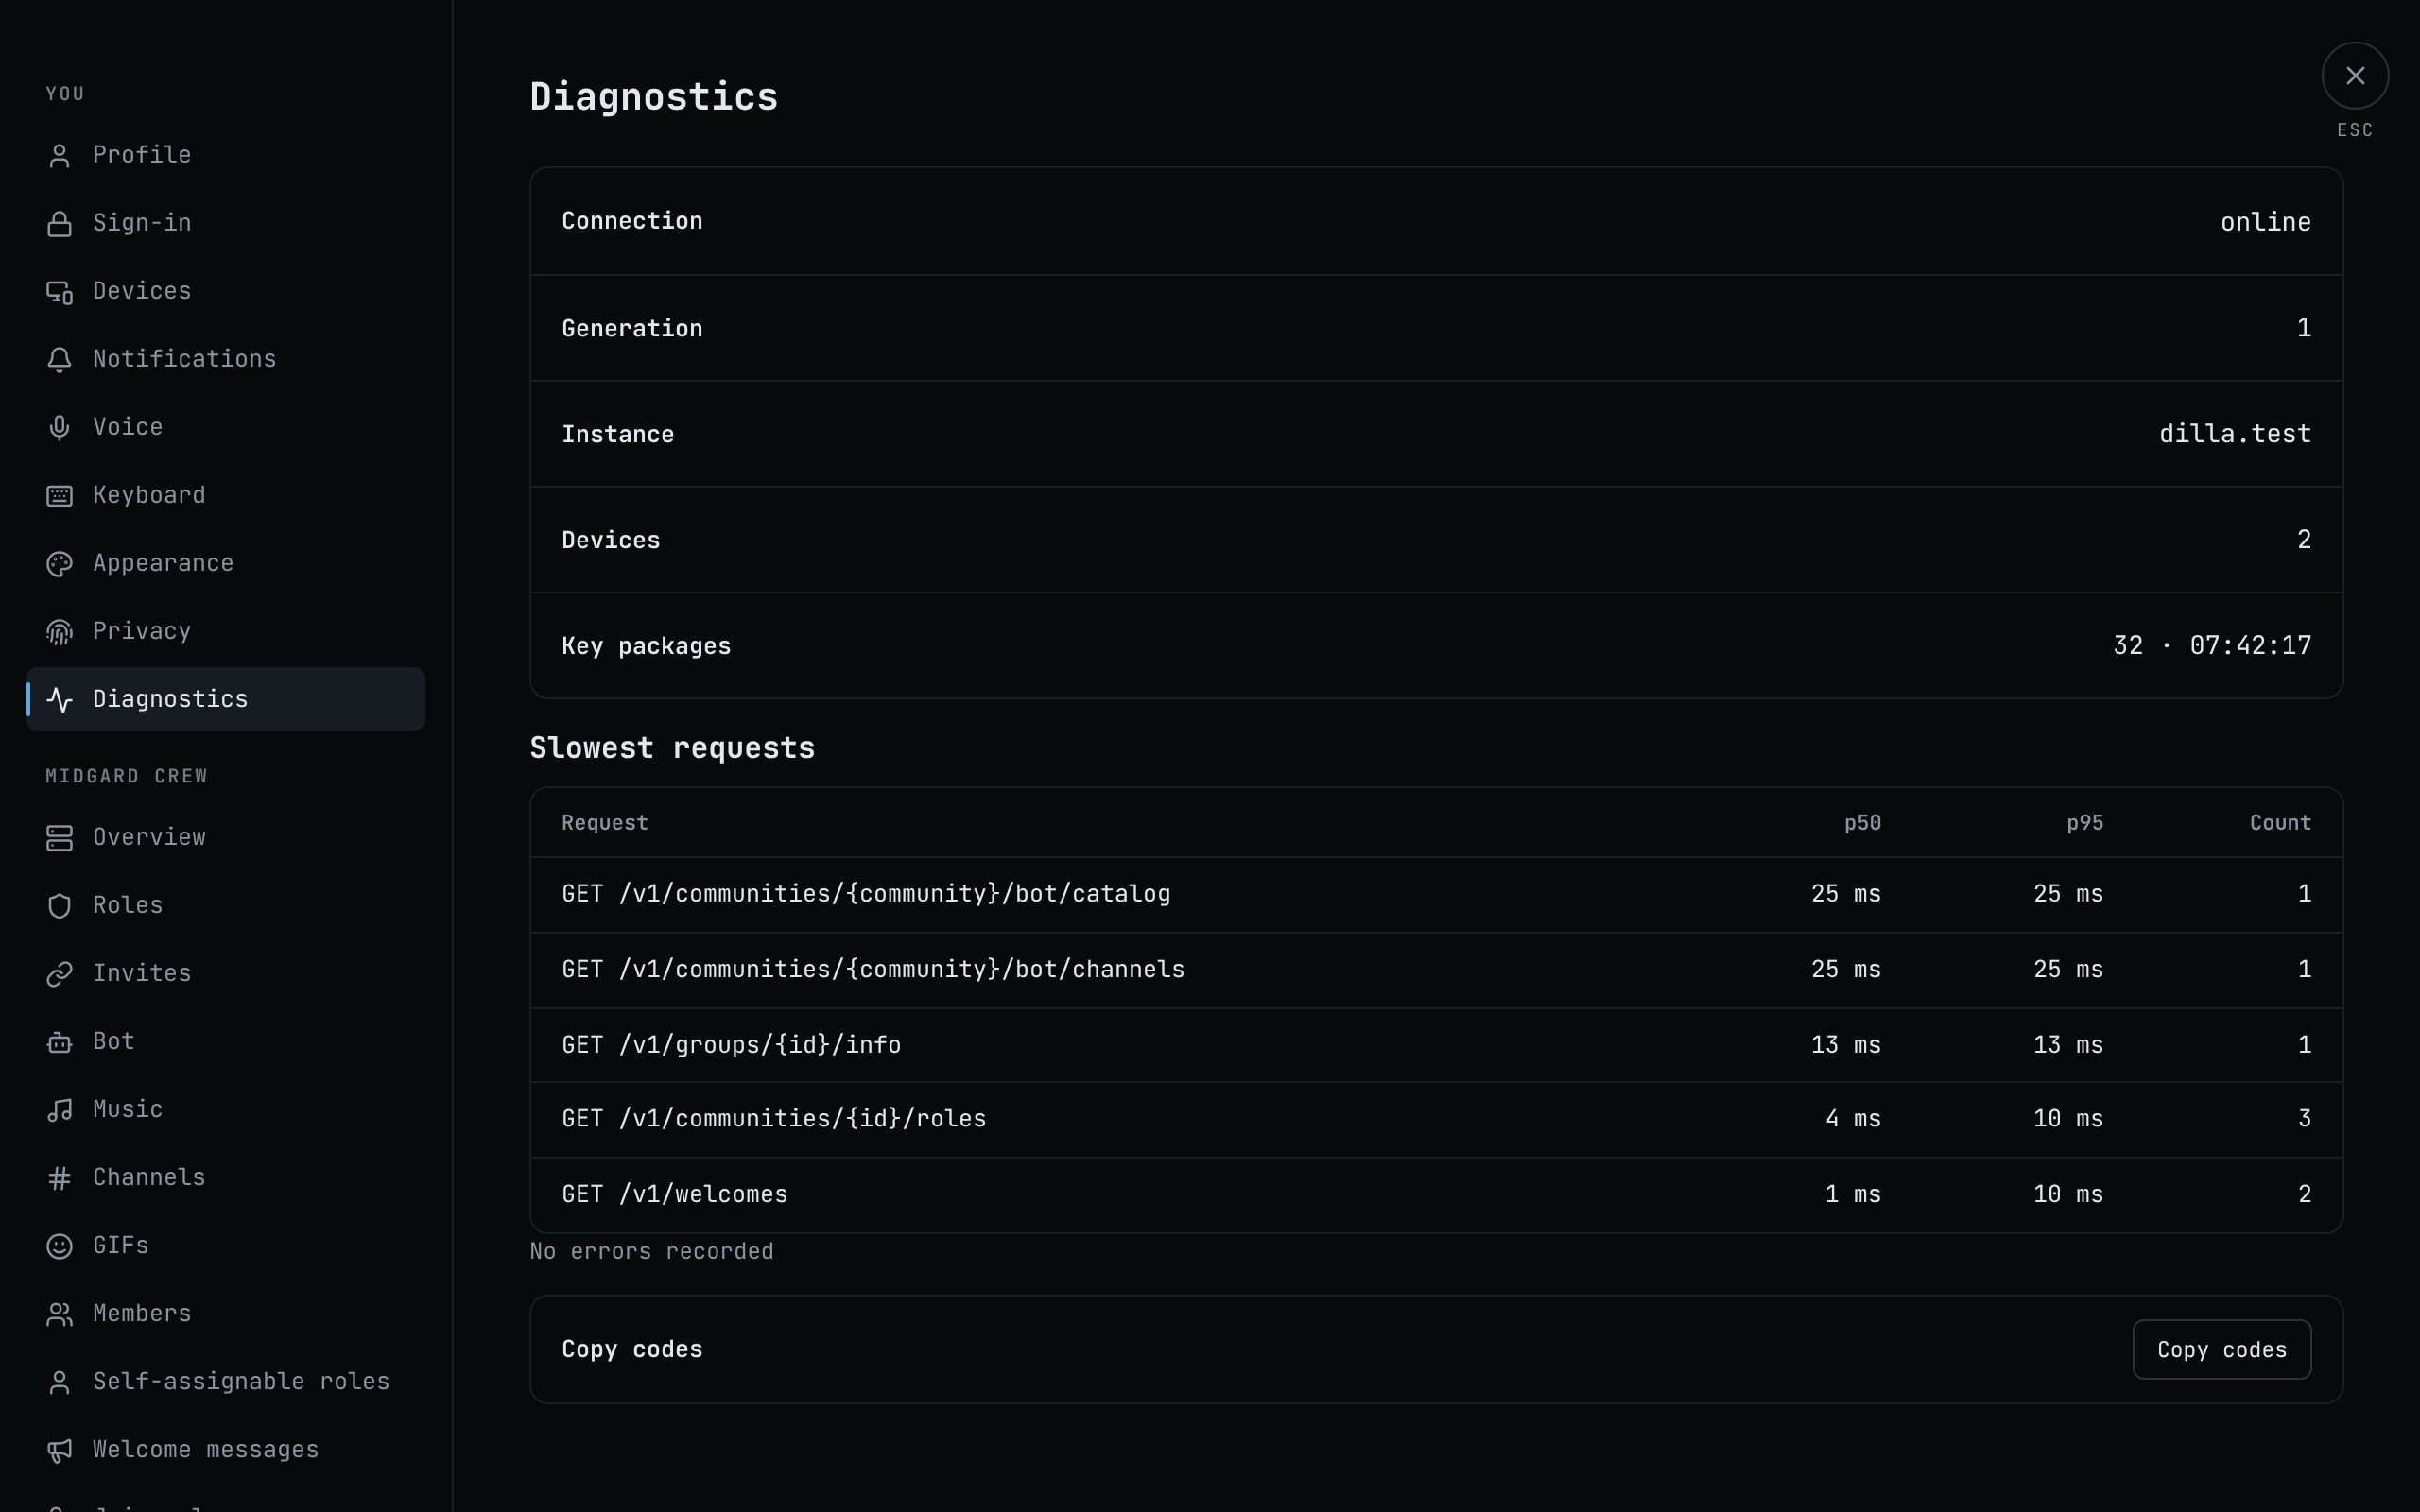 YOU
Profile
Sign-in
Devices
Notifications
Voice
Keyboard
Appearance
Privacy
Diagnostics
MIDGARD CREW
Overview
Roles
Invites
Bot
Music
Channels
GIFs
Members
Self-assignable roles
Welcome messages
Diagnostics
ESC
Connection online
Generation 1
Instance dilla.test
Devices 2
Key packages 32 · 07:42:17
Slowest requests
Request p50 p95 Count
GET /v1/communities/{community}/bot/catalog 25 ms 25 ms 1
GET /v1/communities/{community}/bot/channels 25 ms 25 ms 1
GET /v1/groups/{id}/info 13 ms 13 ms 1
GET /v1/communities/{id}/roles 4 ms 10 ms 3
GET /v1/welcomes 1 ms 10 ms 2
No errors recorded
Copy codes Copy codes